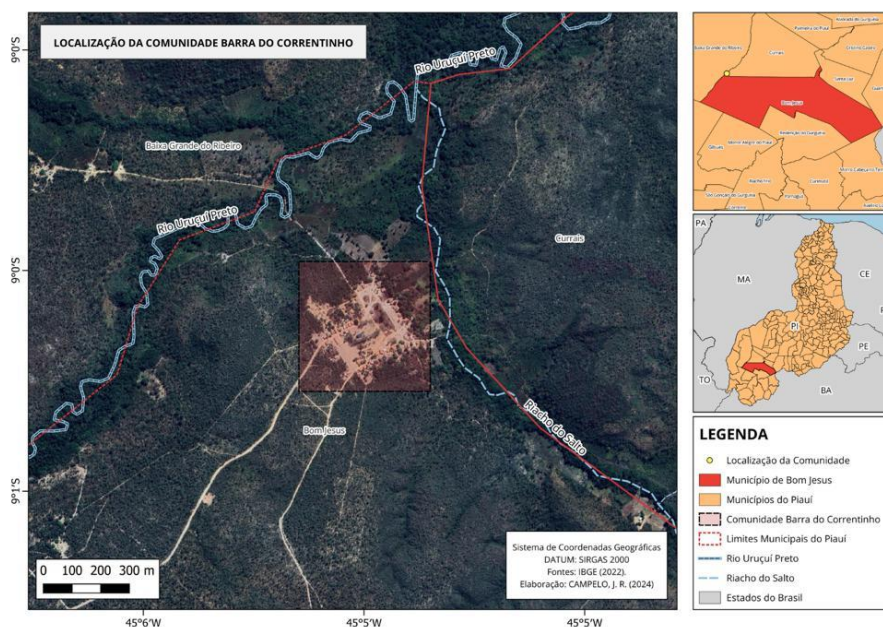 LOCALIZAÇÃO DA COMUNIDADE BARRA DO CORRENTINHO
Rio Uruçuí Preto
Baixa Grande do Ribeiro
Rio Uruçuí Preto
Currais
Bom Jesus
Riacho do Salto
9°0'S
9°0'S
9°1'S
45°6'W
45°5'W
45°5'W
0 100 200 300 m
Sistema de Coordenadas Geográficas
DATUM: SIRGAS 2000
Fontes: IBGE (2022).
Elaboração: CAMPELO, J. R. (2024)
Currais
Bom Jesus
Gilbués
PA
MA
CE
PI
PE
TO
BA
LEGENDA
Localização da Comunidade
Município de Bom Jesus
Municípios do Piauí
Comunidade Barra do Correntinho
Limites Municipais do Piauí
Rio Uruçuí Preto
Riacho do Salto
Estados do Brasil